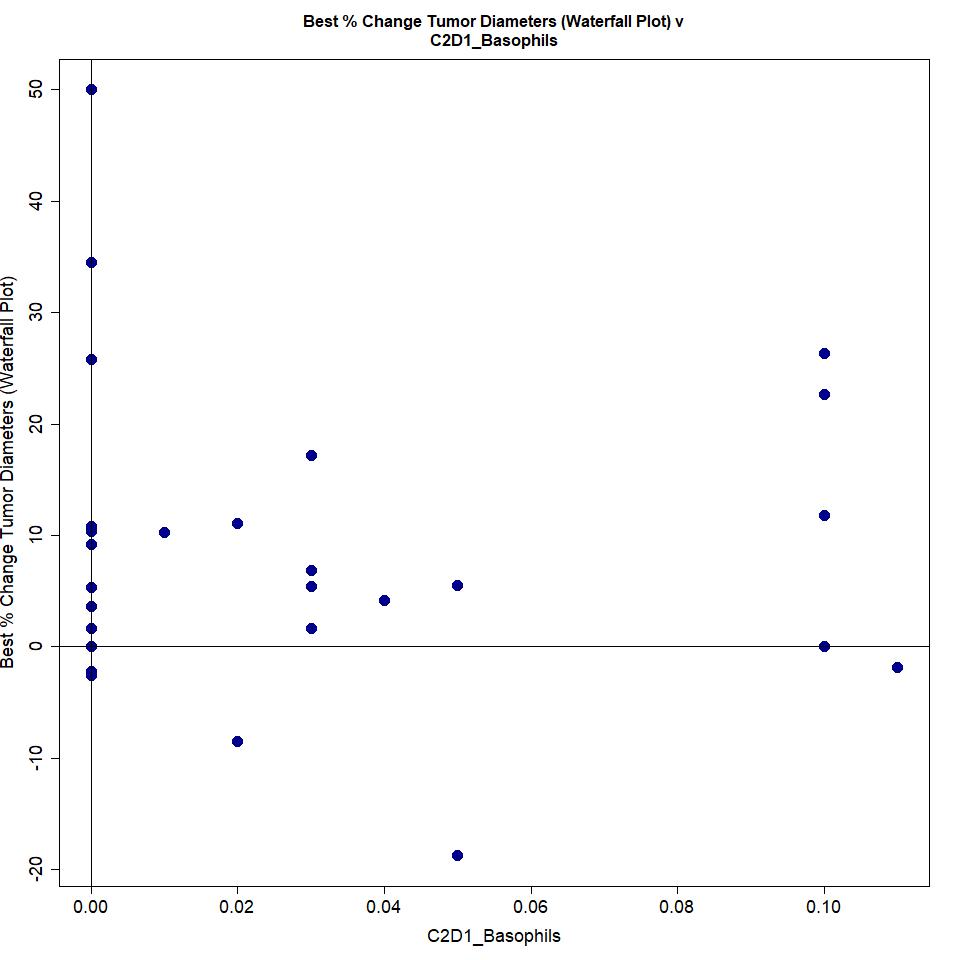 Best % Change Tumor Diameters (Waterfall Plot) v
C2D1_Basophils
Best % Change Tumor Diameters (Waterfall Plot)
50
40
30
20
10
0
-10
-20
0.00 0.02 0.04 0.06 0.08 0.10
C2D1_Basophils